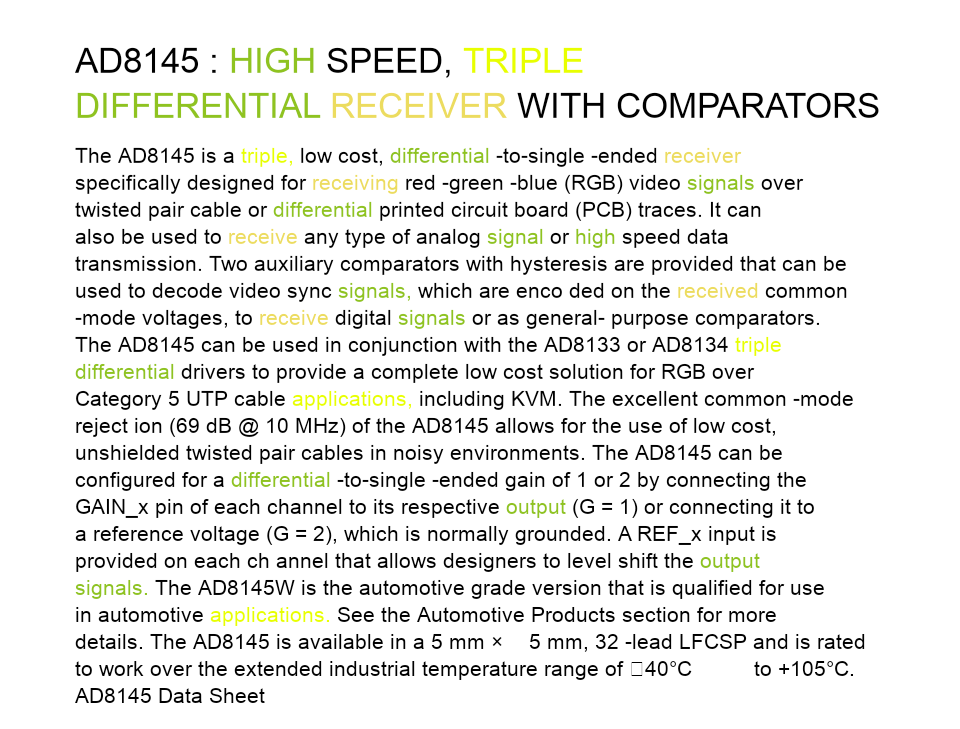 AD8145 : HIGH SPEED, TRIPLE
DIFFERENTIAL RECEIVER WITH COMPARATORS
The AD8145 is a triple, low cost, differential -to-single -ended receiver
specifically designed for receiving red -green -blue (RGB) video signals over
twisted pair cable or differential printed circuit board (PCB) traces. It can
also be used to receive any type of analog signal or high speed data
transmission. Two auxiliary comparators with hysteresis are provided that can be
used to decode video sync signals, which are enco ded on the received common
-mode voltages, to receive digital signals or as general- purpose comparators.
The AD8145 can be used in conjunction with the AD8133 or AD8134 triple
differential drivers to provide a complete low cost solution for RGB over
Category 5 UTP cable applications, including KVM. The excellent common -mode
reject ion (69 dB @ 10 MHz) of the AD8145 allows for the use of low cost,
unshielded twisted pair cables in noisy environments. The AD8145 can be
configured for a differential -to-single -ended gain of 1 or 2 by connecting the
GAIN_x pin of each channel to its respective output (G = 1) or connecting it to
a reference voltage (G = 2), which is normally grounded. A REF_x input is
provided on each ch annel that allows designers to level shift the output
signals. The AD8145W is the automotive grade version that is qualified for use
in automotive applications. See the Automotive Products section for more
details. The AD8145 is available in a 5 mm × 5 mm, 32 -lead LFCSP and is rated
to work over the extended industrial temperature range of 40°C to +105°C.
AD8145 Data Sheet